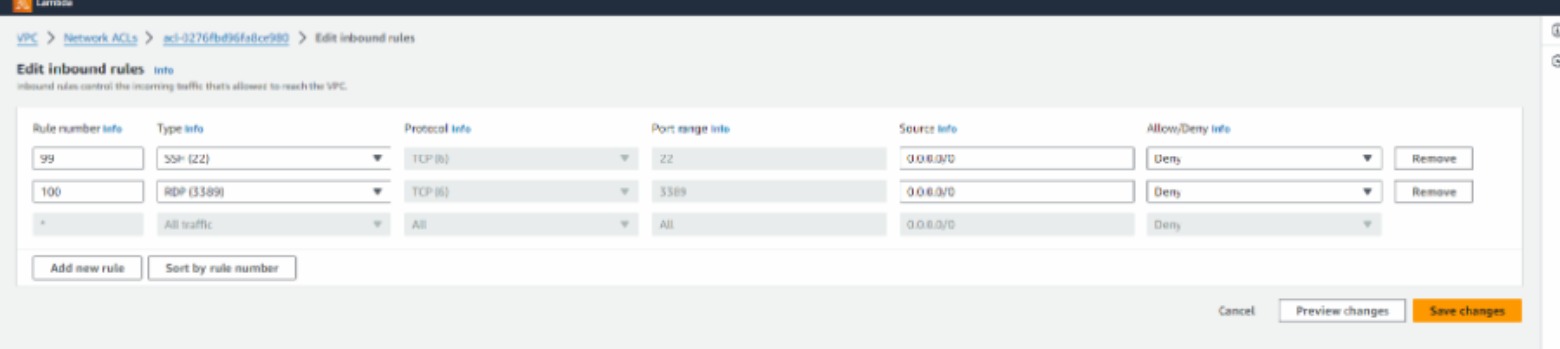 Lambda
VPC > Network ACLs > acl-0276fbd96fa8ce980 > Edit inbound rules
Edit inbound rules Info
Inbound rules control the incoming traffic that's allowed to reach the VPC.
Rule number Info Type Info Protocol Info Port range Info Source Info Allow/Deny Info
99 SSH (22) TCP (6) 22 0.0.0.0/0 Deny Remove
100 RDP (3389) TCP (6) 3389 0.0.0.0/0 Deny Remove
* All traffic All All 0.0.0.0/0 Deny
Add new rule Sort by rule number
Cancel Preview changes Save changes